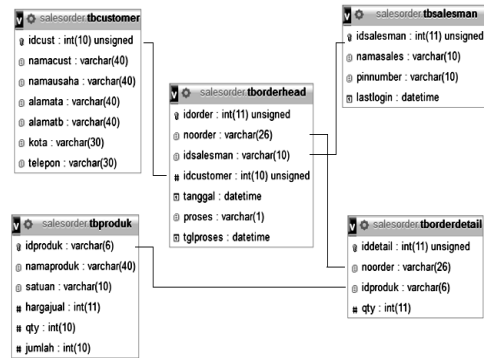 v salesorder tbcustomer
idcust : int(10) unsigned
namacust : varchar(40)
namausaha : varchar(40)
alamata : varchar(40)
alamatb : varchar(40)
kota : varchar(30)
telepon : varchar(30)
v salesorder tbsalesman
idsalesman : int(11) unsigned
namasales : varchar(10)
pinnumber : varchar(10)
lastlogin : datetime
v salesorder tborderhead
idorder : int(11) unsigned
noorder : varchar(26)
idsalesman : varchar(10)
# idcustomer : int(10) unsigned
tanggal : datetime
proses : varchar(1)
tglproses : datetime
v salesorder tbproduk
idproduk : varchar(6)
namaproduk : varchar(40)
satuan : varchar(10)
# hargajual : int(11)
# qty : int(10)
# jumlah : int(10)
v salesorder tborderdetail
iddetail : int(11) unsigned
noorder : varchar(26)
idproduk : varchar(6)
# qty : int(11)